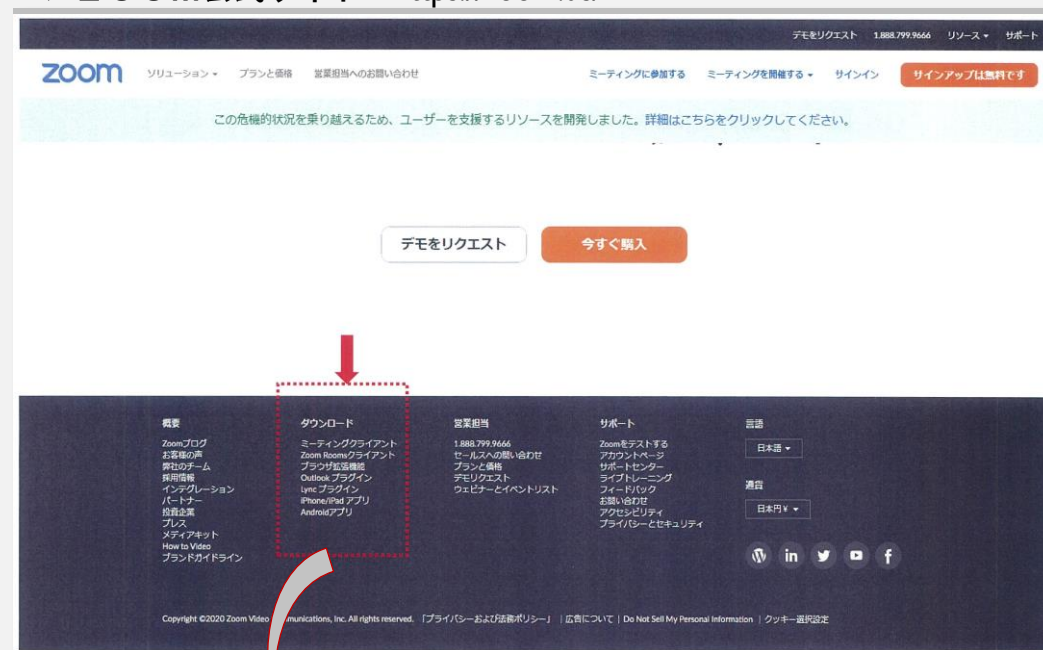 デモをリクエスト 1.888.799.9666 リソース サポート
zoom ソリューション プランと価格 営業担当へのお問い合わせ ミーティングに参加する ミーティングを開催する サインイン サインアップは無料です
この危機的状況を乗り越えるため、ユーザーを支援するリソースを開発しました。詳細はこちらをクリックしてください。
デモをリクエスト 今すぐ購入
概要
Zoomブログ
お客様の声
弊社のチーム
採用情報
インテグレーション
パートナー
投資企業
プレス
メディアキット
How to Video
ブランドガイドライン
ダウンロード
ミーティングクライアント
Zoom Roomsクライアント
ブラウザ拡張機能
Outlook プラグイン
Lync プラグイン
iPhone/iPad アプリ
Androidアプリ
営業担当
1.888.799.9666
セールスへの問い合わせ
プランと価格
デモリクエスト
ウェビナーとイベントリスト
サポート
Zoomをテストする
アカウントページ
サポートセンター
ライブトレーニング
フィードバック
お問い合わせ
アクセシビリティ
プライバシーとセキュリティ
言語
日本語
通貨
日本円¥
in f
Copyright ©2020 Zoom Video Communications, Inc. All rights reserved. 「プライバシーおよび法務ポリシー」 | 広告について | Do Not Sell My Personal Information | クッキー選択設定